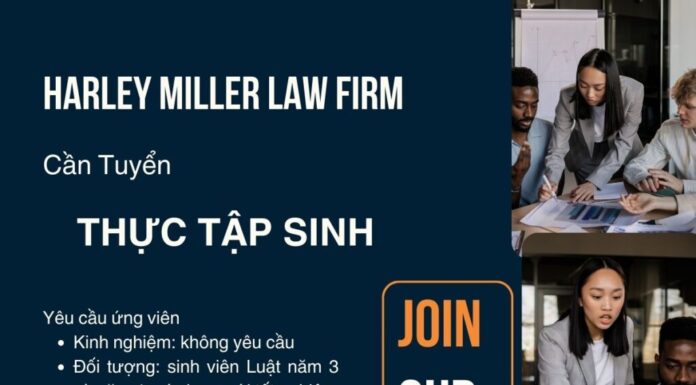 HARLEY MILLER LAW FIRM
Cần Tuyển
THỰC TẬP SINH
Yêu cầu ứng viên
• Kinh nghiệm: không yêu cầu
• Đối tượng: sinh viên Luật năm 3
JOIN
OUR